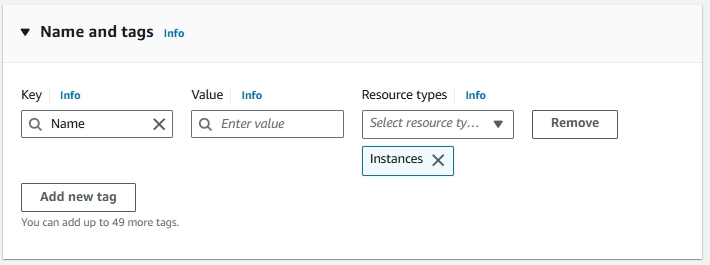 Name and tags Info
Key Info Value Info Resource types Info
Name Enter value Select resource ty... Remove
Instances
Add new tag
You can add up to 49 more tags.